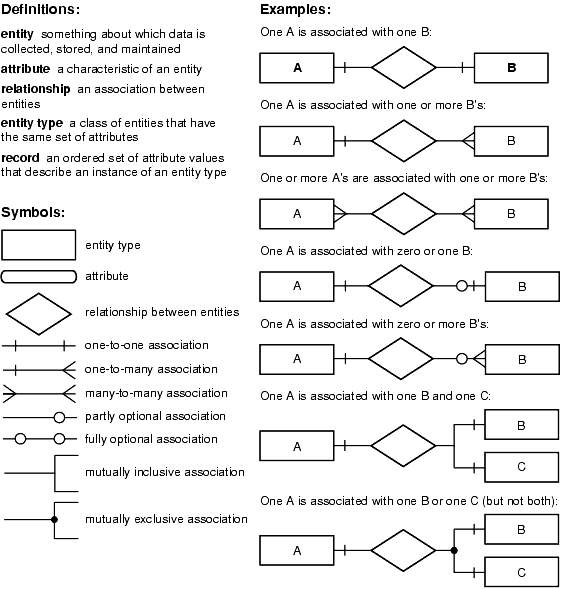 Definitions:
entity something about which data is
collected, stored, and maintained
attribute a characteristic of an entity
relationship an association between
entities
entity type a class of entities that have
the same set of attributes
record an ordered set of attribute values
that describe an instance of an entity type
Symbols:
entity type
attribute
relationship between entities
one-to-one association
one-to-many association
many-to-many association
partly optional association
fully optional association
mutually inclusive association
mutually exclusive association
Examples:
One A is associated with one B:
A
B
One A is associated with one or more B's:
A
B
One or more A's are associated with one or more B's:
A
B
One A is associated with zero or one B:
A
B
One A is associated with zero or more B's:
A
B
One A is associated with one B and one C:
A
B
C
One A is associated with one B or one C (but not both):
A
B
C